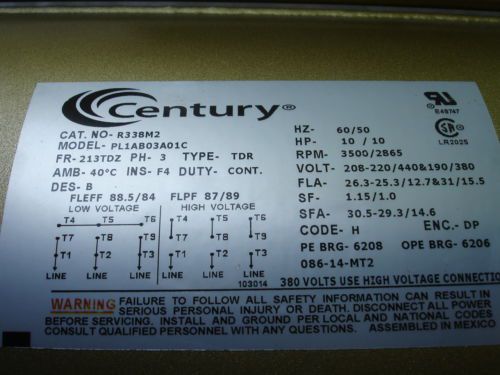 Century®
CAT. NO- R338M2
MODEL- PL1AB03A01C
FR- 213TDZ PH- 3 TYPE- TDR
AMB- 40°C INS- F4 DUTY- CONT.
DES- B
FLEFF 88.5/84 FLPF 87/89
LOW VOLTAGE HIGH VOLTAGE
T4 T5 T6 T4 T5 T6
T7 T8 T9 T7 T8 T9
T1 T2 T3 T1 T2 T3
LINE LINE LINE LINE LINE LINE
103014
E49747
LR2025
HZ- 60/50
HP- 10 / 10
RPM- 3500/2865
VOLT- 208-220/440&190/380
FLA- 26.3-25.3/12.7&31/15.5
SF- 1.15/1.0
SFA- 30.5-29.3/14.6
CODE- H ENC.- DP
PE BRG- 6208 OPE BRG- 6206
086-14-MT2
380 VOLTS USE HIGH VOLTAGE CONNECTIO
WARNING FAILURE TO FOLLOW ALL SAFETY INFORMATION CAN RESULT IN
SERIOUS PERSONAL INJURY OR DEATH. DISCONNECT ALL POWER
BEFORE SERVICING. INSTALL AND GROUND PER LOCAL AND NATIONAL CODES
CONSULT QUALIFIED PERSONNEL WITH ANY QUESTIONS. ASSEMBLED IN MEXICO